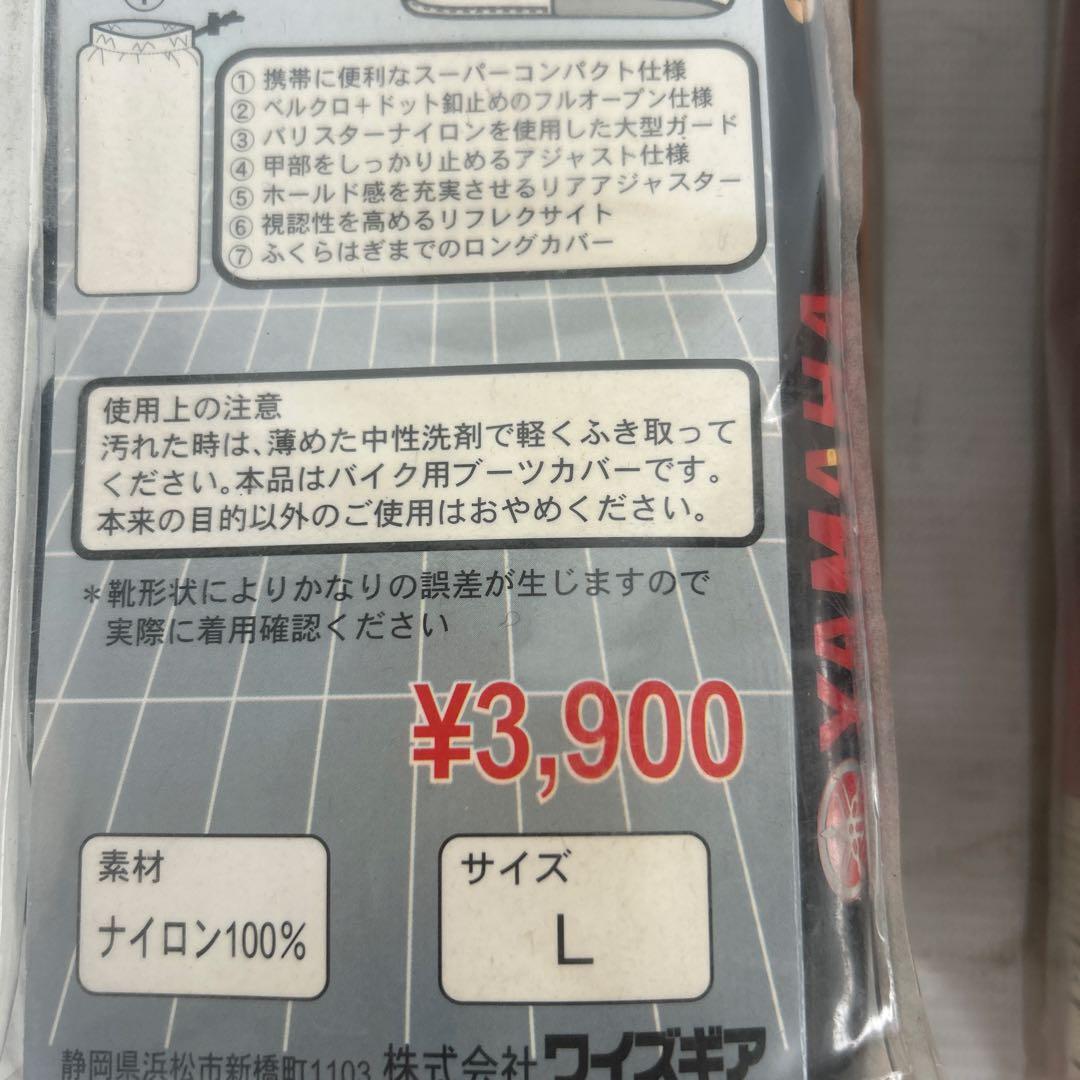 ①
① 携帯に便利なスーパーコンパクト仕様
② ベルクロ+ドット釦止めのフルオープン仕様
③ バリスターナイロンを使用した大型ガード
④ 甲部をしっかり止めるアジャスト仕様
⑤ ホールド感を充実させるリアアジャスター
⑥ 視認性を高めるリフレクサイト
⑦ ふくらはぎまでのロングカバー
使用上の注意
汚れた時は、薄めた中性洗剤で軽くふき取って
ください。本品はバイク用ブーツカバーです。
本来の目的以外のご使用はおやめください。
*靴形状によりかなりの誤差が生じますので
実際に着用確認ください
¥3,900
素材
ナイロン100%
サイズ
L
静岡県浜松市新橋町1103 株式会社 ワイズギア
YAMAHA